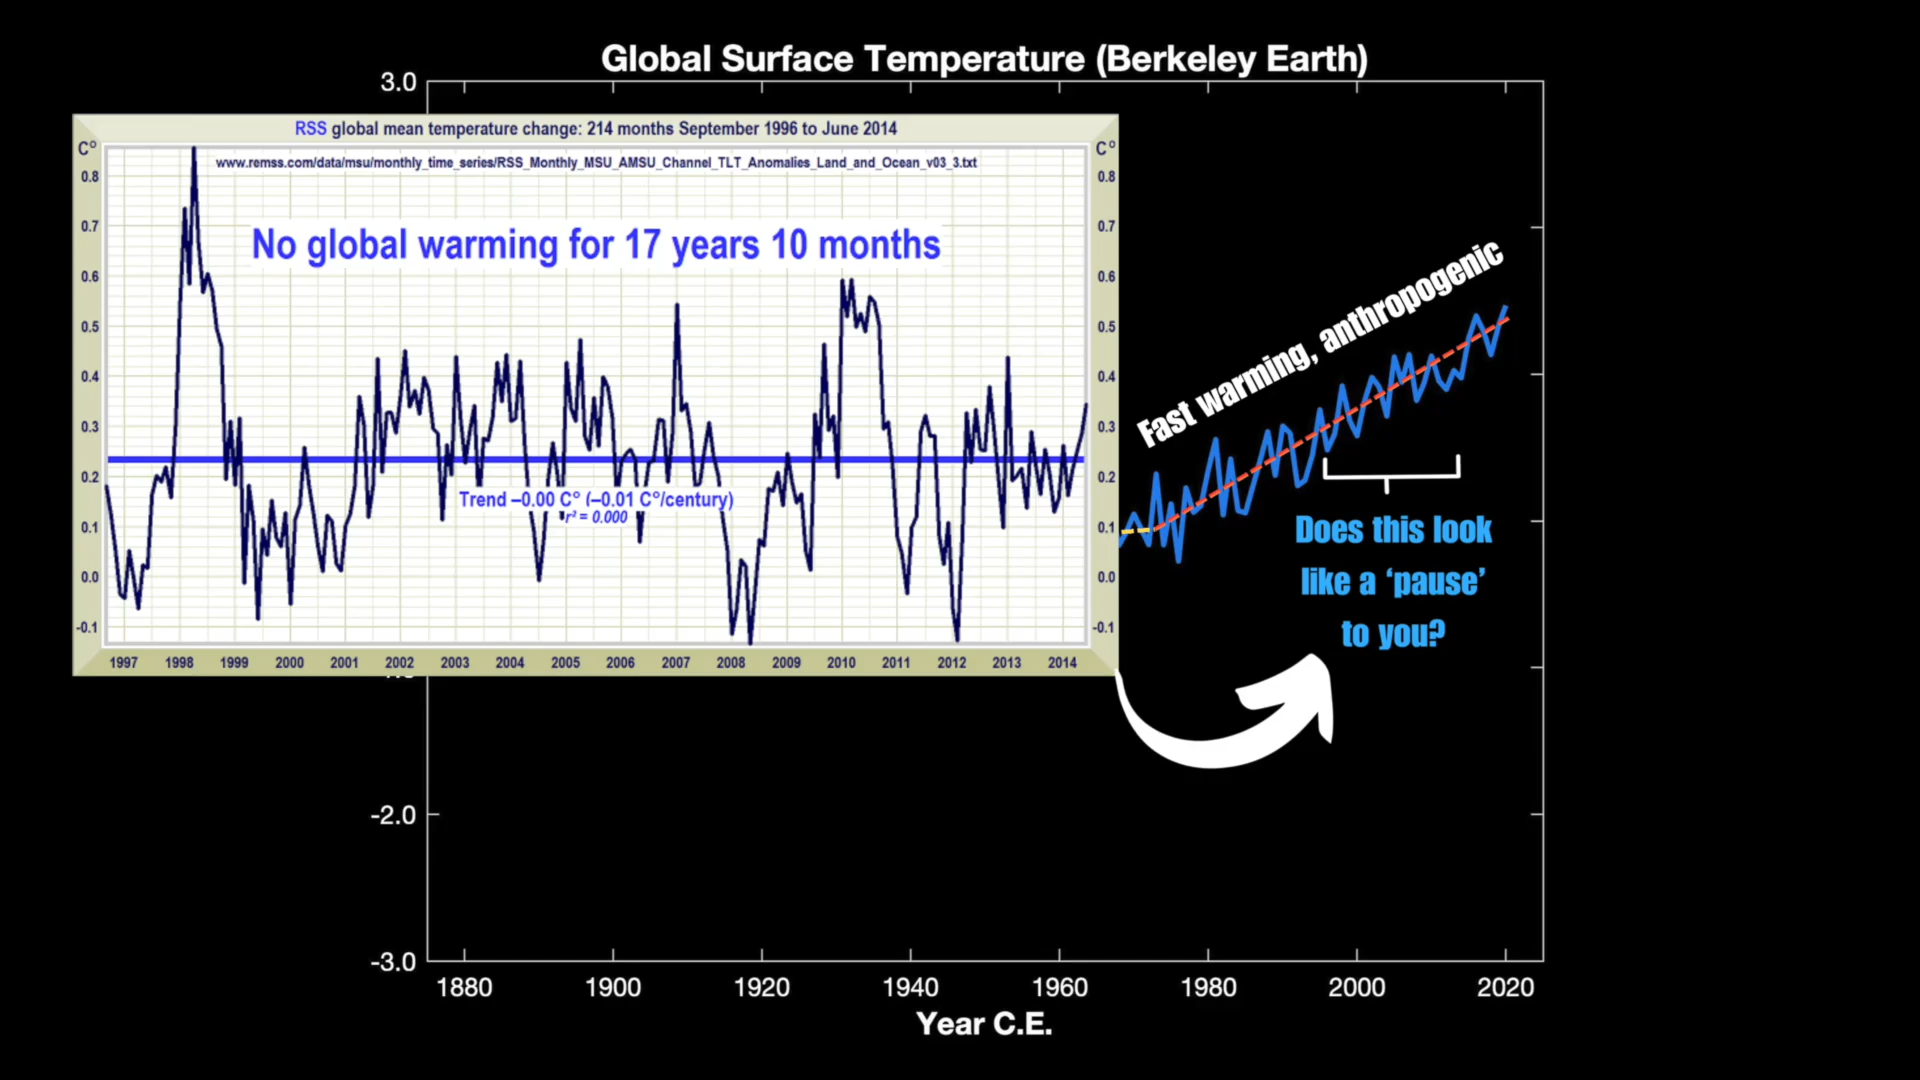 Global Surface Temperature (Berkeley Earth)
3.0
RSS global mean temperature change: 214 months September 1996 to June 2014
C°
C°
www.remss.com/data/msu/monthly_time_series/RSS_Monthly_MSU_AMSU_Channel_TLT_Anomalies_Land_and_Ocean_v03_3.txt
0.8
0.7
0.6
0.5
0.4
0.3
0.2
0.1
0.0
-0.1
No global warming for 17 years 10 months
Trend –0.00 C° (–0.01 C°/century)
r² = 0.000
0.8
0.7
0.6
0.5
0.4
0.3
0.2
0.1
0.0
-0.1
1997 1998 1999 2000 2001 2002 2003 2004 2005 2006 2007 2008 2009 2010 2011 2012 2013 2014
Fast warming, anthropogenic
Does this look
like a ‘pause’
to you?
-2.0
-3.0
1880 1900 1920 1940 1960 1980 2000 2020
Year C.E.